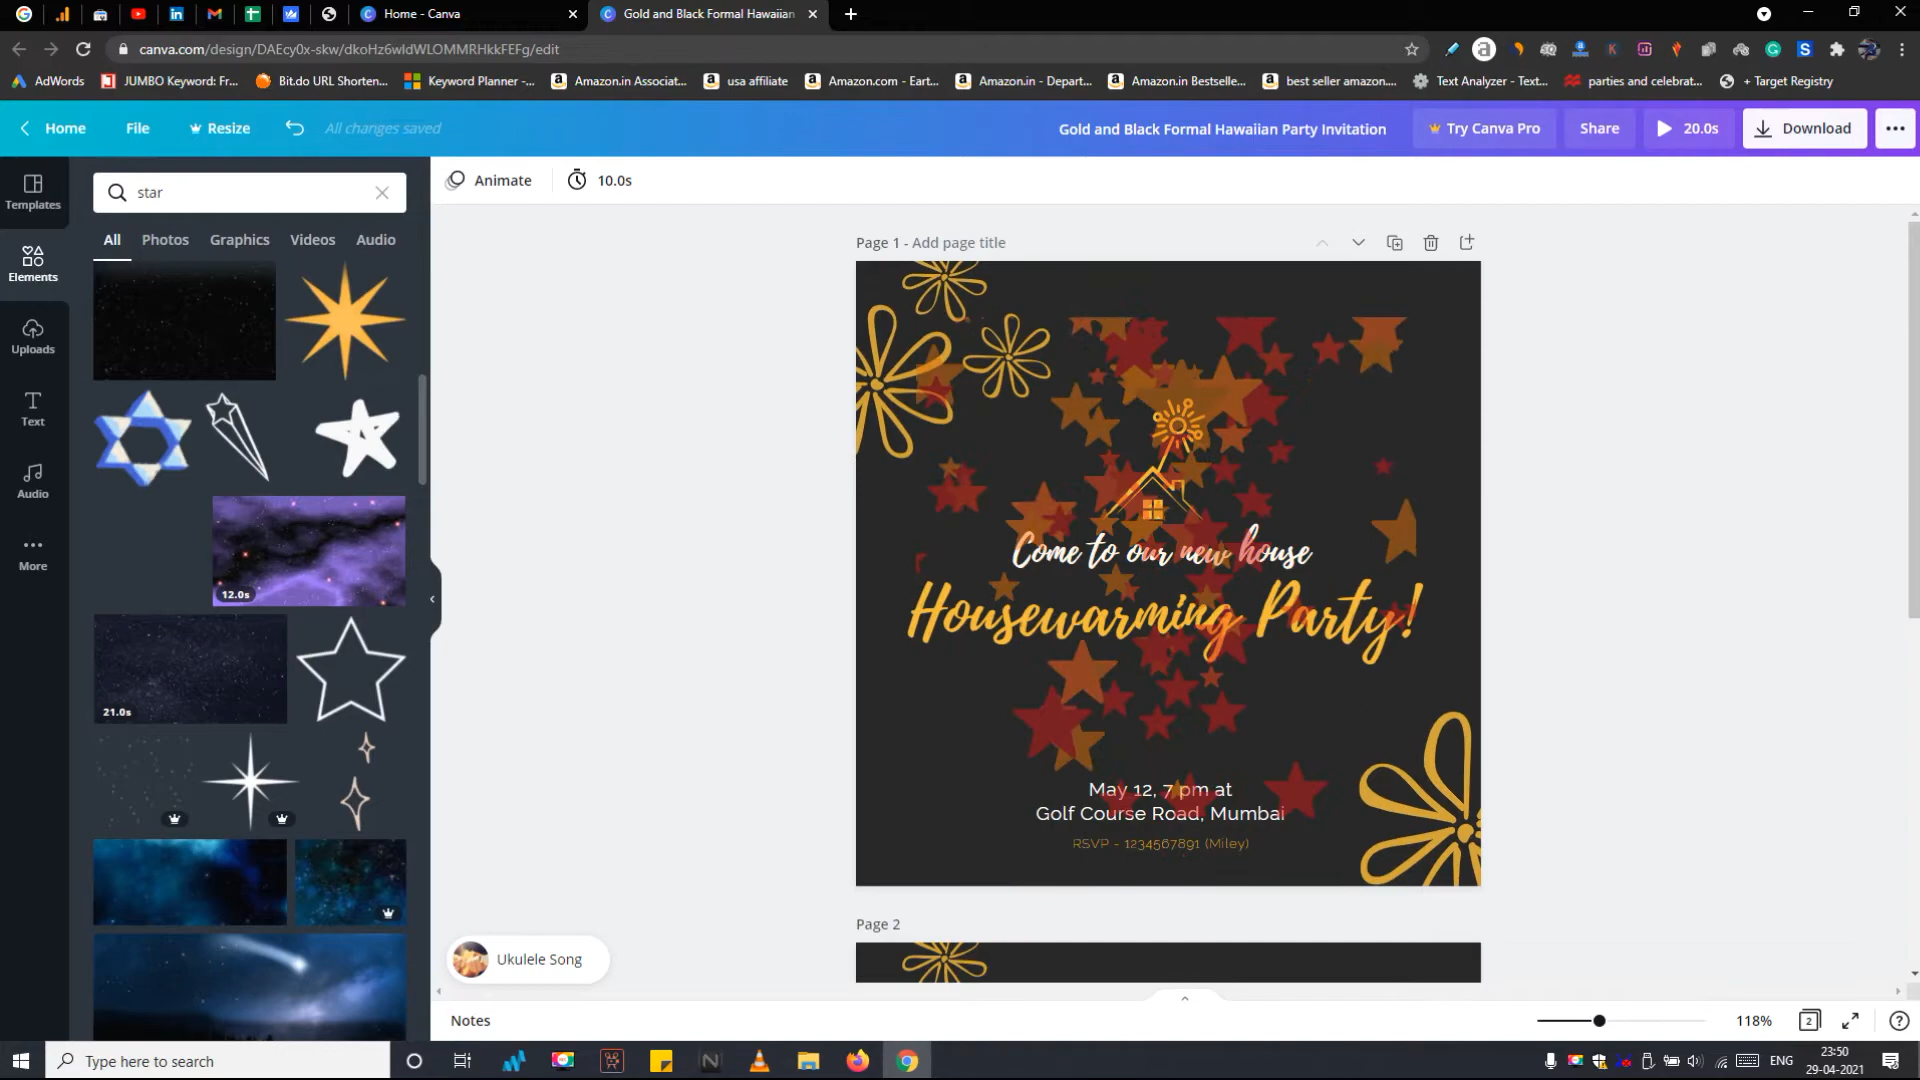 Home - Canva
Gold and Black Formal Hawaiian
canva.com/design/DAEcy0x-skw/dkoHz6wIdWLOMMRHkkFEFg/edit
AdWords
JUMBO Keyword: Fr...
Bit.do URL Shorten...
Keyword Planner -...
Amazon.in Associat...
usa affiliate
Amazon.com - Eart...
Amazon.in - Depart...
Amazon.in Bestselle...
best seller amazon....
Text Analyzer - Text...
parties and celebrat...
+ Target Registry
Home
File
Resize
All changes saved
Gold and Black Formal Hawaiian Party Invitation
Try Canva Pro
Share
20.0s
Download
Templates
Elements
Uploads
Text
Audio
More
star
All
Photos
Graphics
Videos
Audio
12.0s
21.0s
Animate
10.0s
Page 1 - Add page title
Come to our new house
Housewarming Party!
May 12, 7 pm at
Golf Course Road, Mumbai
RSVP - 1234567891 (Miley)
Page 2
Ukulele Song
Notes
118%
2
Type here to search
ENG
23:50
29-04-2021